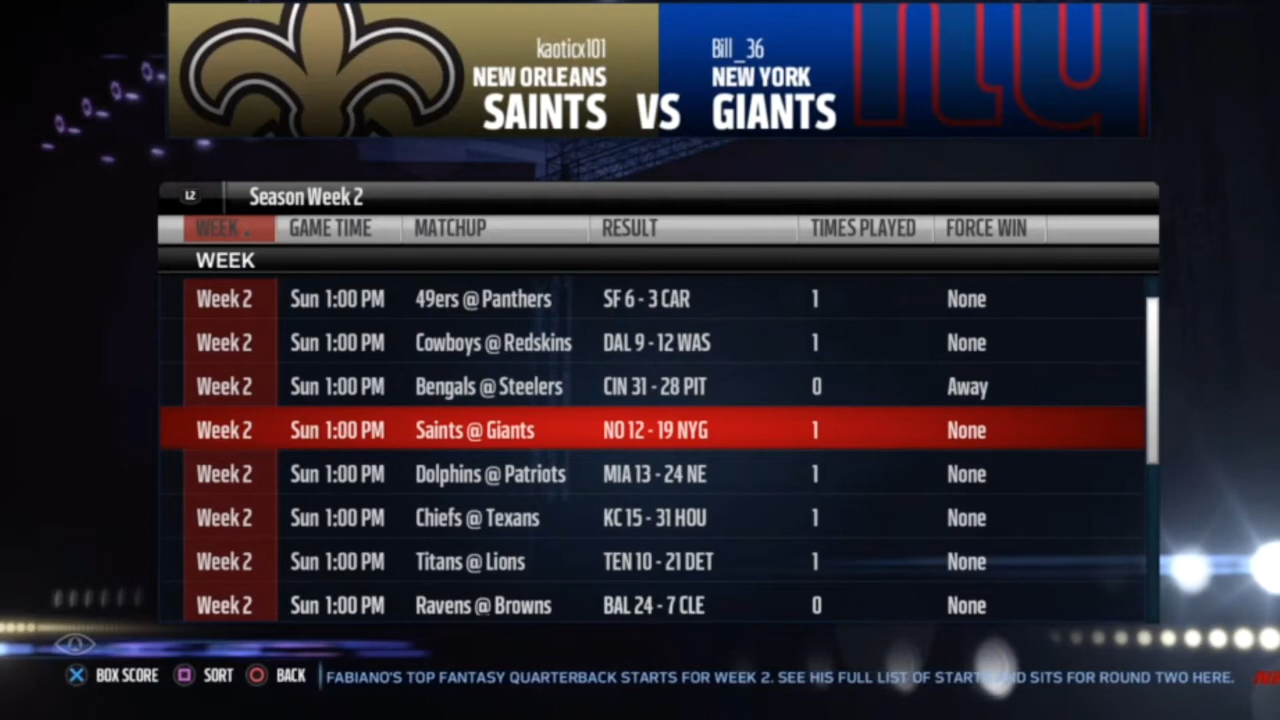 kaoticx101
NEW ORLEANS
SAINTS
VS
Bill_36
NEW YORK
GIANTS
ny
L2 Season Week 2
WEEK GAME TIME MATCHUP RESULT TIMES PLAYED FORCE WIN
WEEK
Week 2 Sun 1:00 PM 49ers @ Panthers SF 6 - 3 CAR 1 None
Week 2 Sun 1:00 PM Cowboys @ Redskins DAL 9 - 12 WAS 1 None
Week 2 Sun 1:00 PM Bengals @ Steelers CIN 31 - 28 PIT 0 Away
Week 2 Sun 1:00 PM Saints @ Giants NO 12 - 19 NYG 1 None
Week 2 Sun 1:00 PM Dolphins @ Patriots MIA 13 - 24 NE 1 None
Week 2 Sun 1:00 PM Chiefs @ Texans KC 15 - 31 HOU 1 None
Week 2 Sun 1:00 PM Titans @ Lions TEN 10 - 21 DET 1 None
Week 2 Sun 1:00 PM Ravens @ Browns BAL 24 - 7 CLE 0 None
BOX SCORE SORT BACK FABIANO'S TOP FANTASY QUARTERBACK STARTS FOR WEEK 2. SEE HIS FULL LIST OF STARTS AND SITS FOR ROUND TWO HERE.